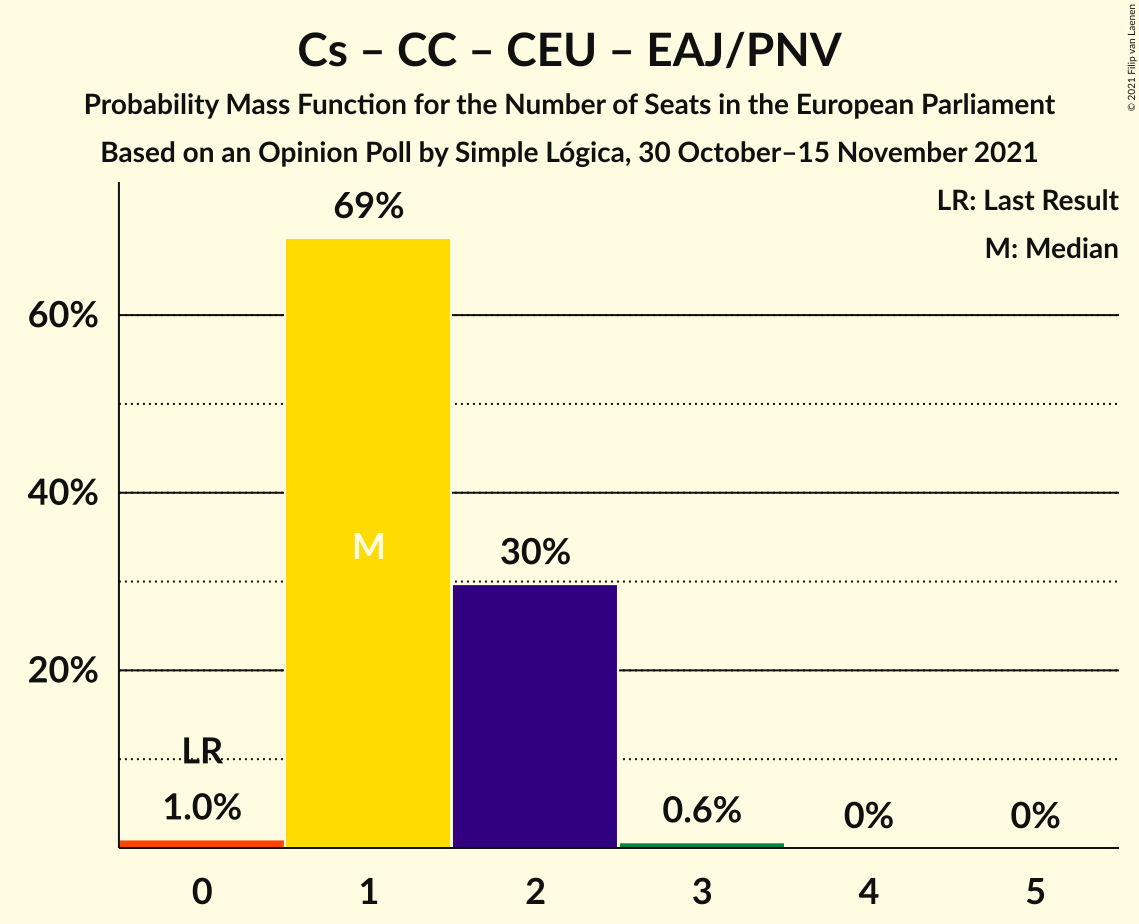 Cs – CC – CEU – EAJ/PNV
Probability Mass Function for the Number of Seats in the European Parliament
Based on an Opinion Poll by Simple Lógica, 30 October–15 November 2021
© 2021 Filip van Laenen
LR: Last Result
M: Median
69%
60%
40%
M
30%
20%
LR
1.0%
0.6%
0%
0%
0 1 2 3 4 5